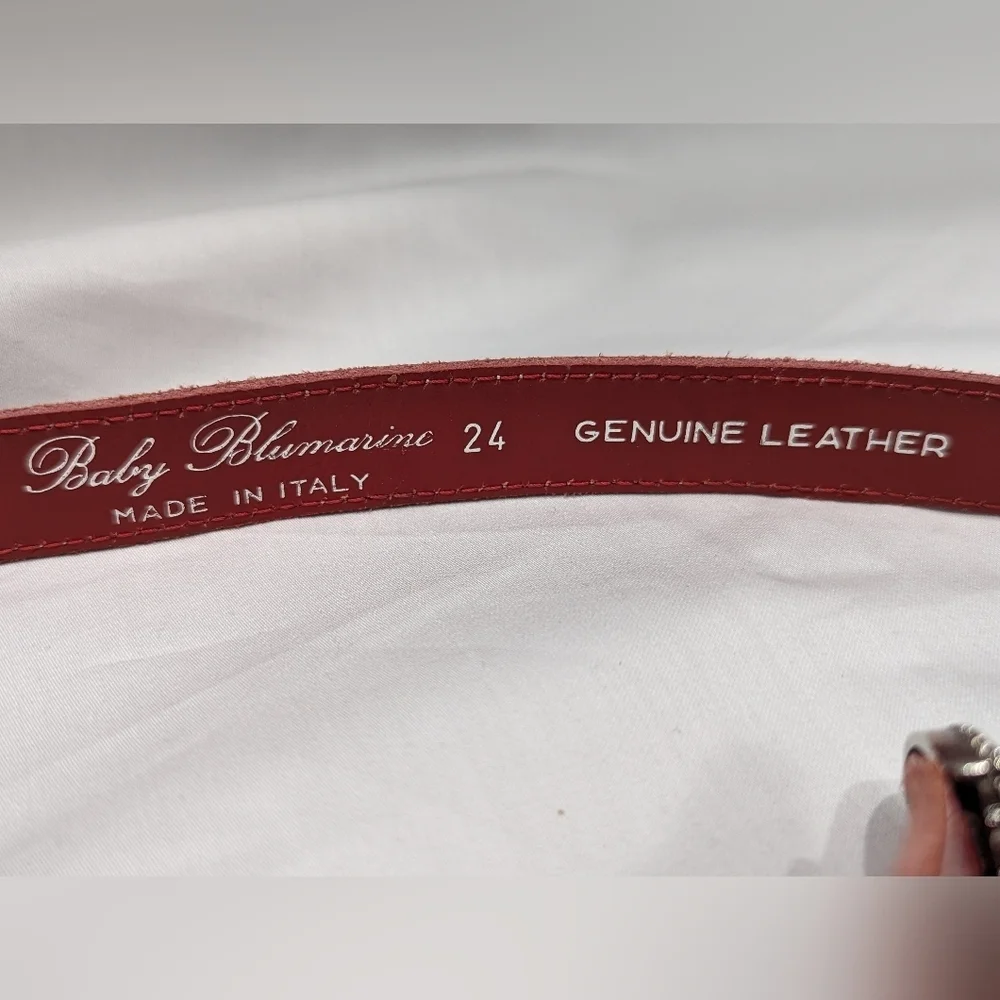 Baby Blumarine 24 GENUINE LEATHER
MADE IN ITALY